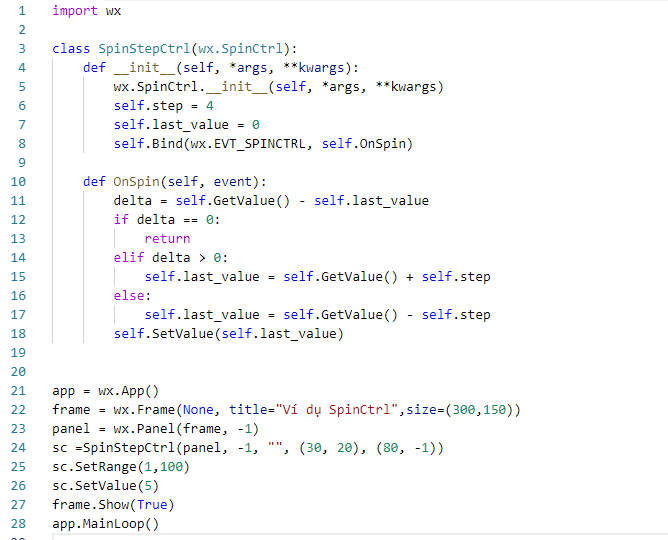 1 import wx
2
3 class SpinStepCtrl(wx.SpinCtrl):
4     def __init__(self, *args, **kwargs):
5         wx.SpinCtrl.__init__(self, *args, **kwargs)
6         self.step = 4
7         self.last_value = 0
8         self.Bind(wx.EVT_SPINCTRL, self.OnSpin)
9
10     def OnSpin(self, event):
11         delta = self.GetValue() - self.last_value
12         if delta == 0:
13             return
14         elif delta > 0:
15             self.last_value = self.GetValue() + self.step
16         else:
17             self.last_value = self.GetValue() - self.step
18         self.SetValue(self.last_value)
19
20
21 app = wx.App()
22 frame = wx.Frame(None, title="Ví dụ SpinCtrl",size=(300,150))
23 panel = wx.Panel(frame, -1)
24 sc =SpinStepCtrl(panel, -1, "", (30, 20), (80, -1))
25 sc.SetRange(1,100)
26 sc.SetValue(5)
27 frame.Show(True)
28 app.MainLoop()